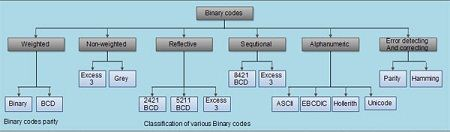 Binary codes
Weighted
Non-weighted
Reflective
Sequtional
Alphanumeric
Error detecting
And correcting
Binary
BCD
Excess
3
Grey
2421
BCD
5211
BCD
Excess
3
8421
BCD
Excess
3
ASCII
EBCDIC
Hollerith
Unicode
Parity
Hamming
Binary codes parity
Classification of various Binary codes